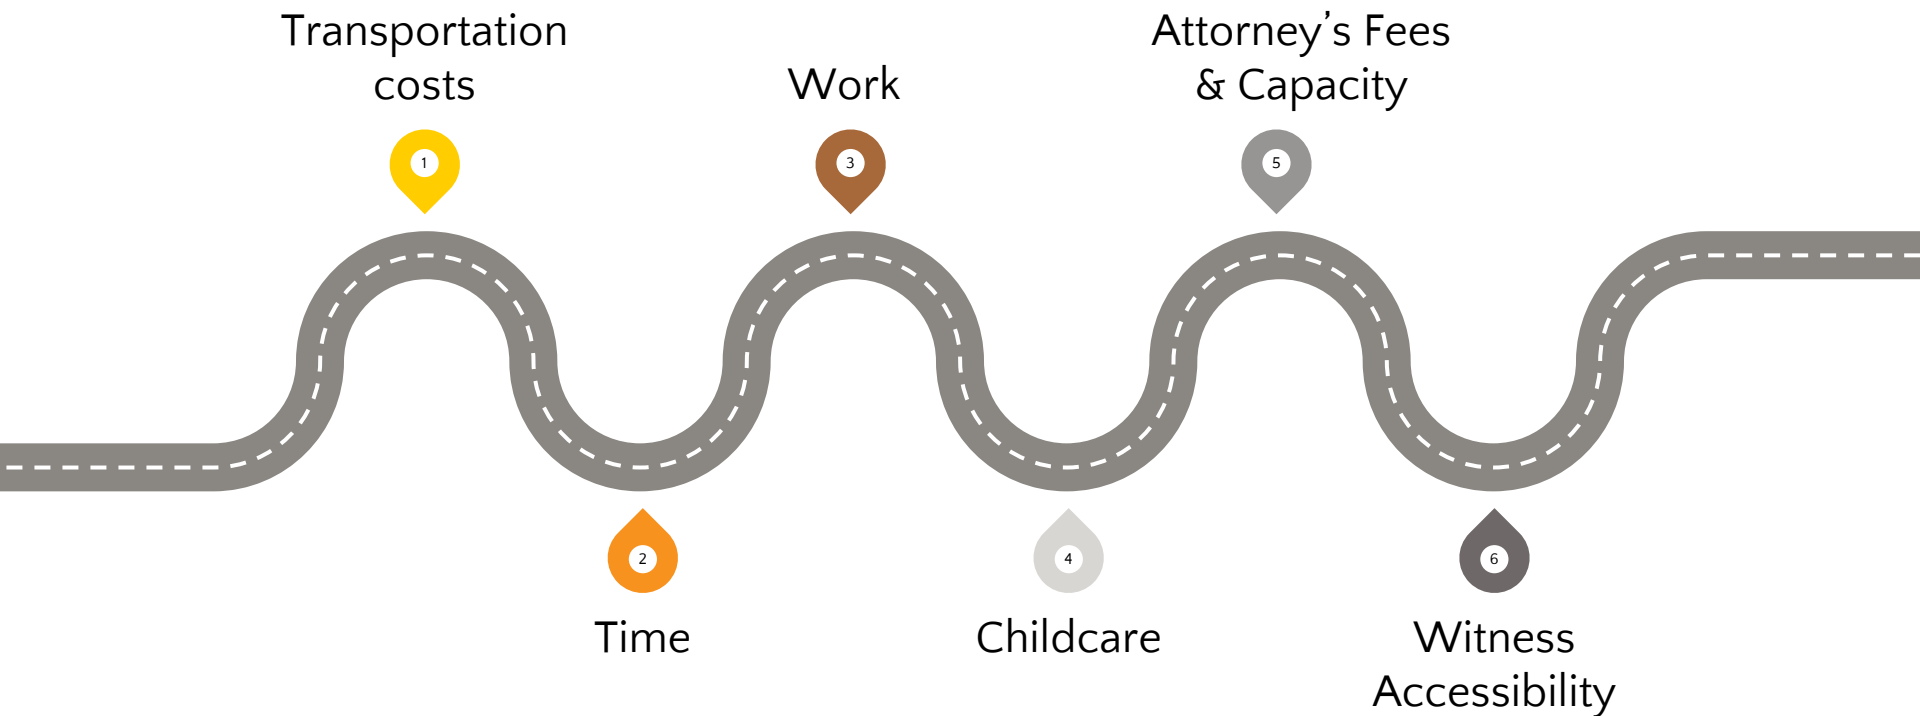 Transportation
costs
1
2
Time
Work
3
4
Childcare
Attorney’s Fees
& Capacity
5
6
Witness
Accessibility